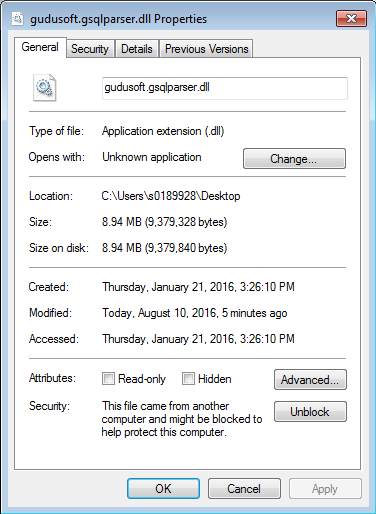 gudusoft.gsqlparser.dll Properties
General Security Details Previous Versions
gudusoft.gsqlparser.dll
Type of file: Application extension (.dll)
Opens with: Unknown application Change...
Location: C:\Users\s0189928\Desktop
Size: 8.94 MB (9,379,328 bytes)
Size on disk: 8.94 MB (9,379,840 bytes)
Created: Thursday, January 21, 2016, 3:26:10 PM
Modified: Today, August 10, 2016, 5 minutes ago
Accessed: Thursday, January 21, 2016, 3:26:10 PM
Attributes: Read-only Hidden Advanced...
Security: This file came from another
computer and might be blocked to
help protect this computer.
Unblock
OK Cancel Apply